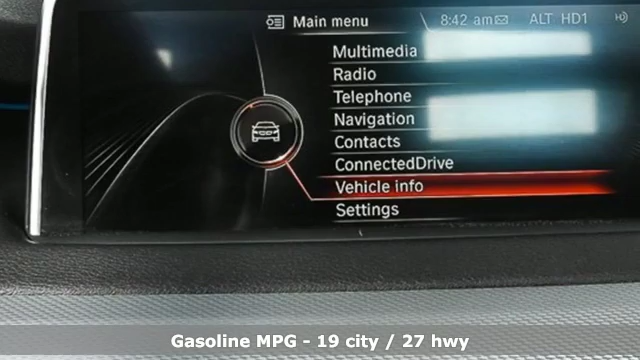 Main menu 8:42 am ALT HD1
Multimedia
Radio
Telephone
Navigation
Contacts
ConnectedDrive
Vehicle info
Settings
Gasoline MPG - 19 city / 27 hwy